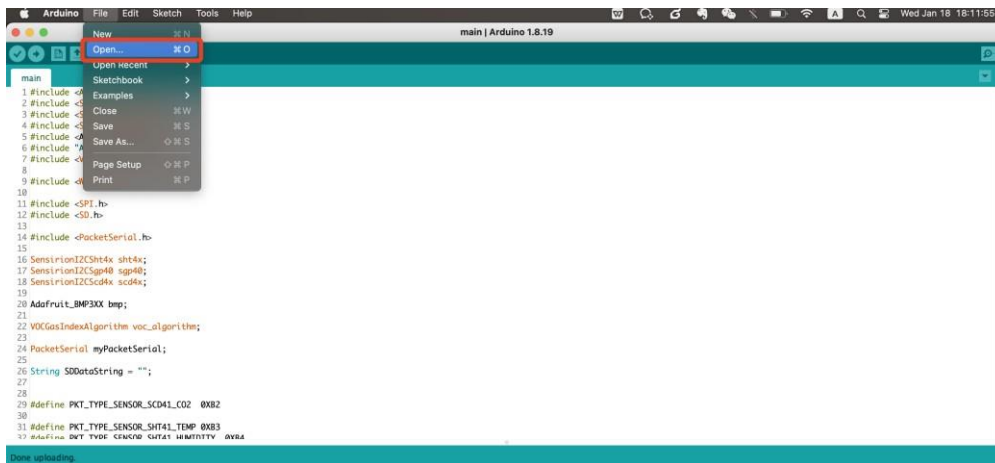 Arduino File Edit Sketch Tools Help A Wed Jan 18 18:11:55
main | Arduino 1.8.19
New ⌘ N
Open... ⌘ O
Open Recent >
Sketchbook >
Examples >
Close ⌘ W
Save ⌘ S
Save As... ⇧ ⌘ S
Page Setup ⇧ ⌘ P
Print ⌘ P
main
1 #include <A
2 #include <S
3 #include <S
4 #include <S
5 #include <A
6 #include "A
7 #include <V
8
9 #include <W
10
11 #include <SPI.h>
12 #include <SD.h>
13
14 #include <PacketSerial.h>
15
16 SensirionI2CSht4x sht4x;
17 SensirionI2CSgp40 sgp40;
18 SensirionI2CScd4x scd4x;
19
20 Adafruit_BMP3XX bmp;
21
22 VOCGasIndexAlgorithm voc_algorithm;
23
24 PacketSerial myPacketSerial;
25
26 String SDDataString = "";
27
28
29 #define PKT_TYPE_SENSOR_SCD41_CO2 0XB2
30
31 #define PKT_TYPE_SENSOR_SHT41_TEMP 0XB3
32 #define PKT_TYPE_SENSOR_SHT41_HUMIDITY 0XB4
Done uploading.